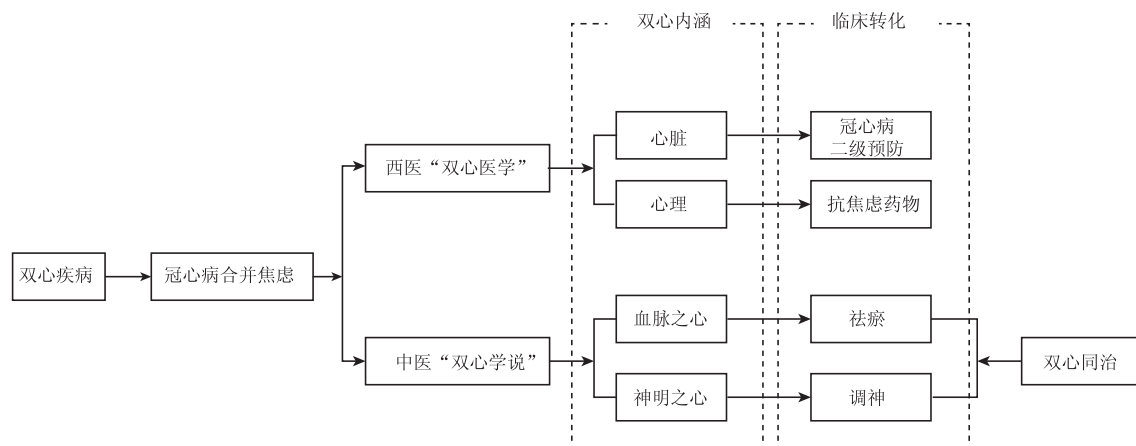 双心内涵
临床转化
心脏
冠心病
二级预防
西医“双心医学”
心理
抗焦虑药物
双心疾病
冠心病合并焦虑
血脉之心
祛瘀
中医“双心学说”
双心同治
神明之心
调神